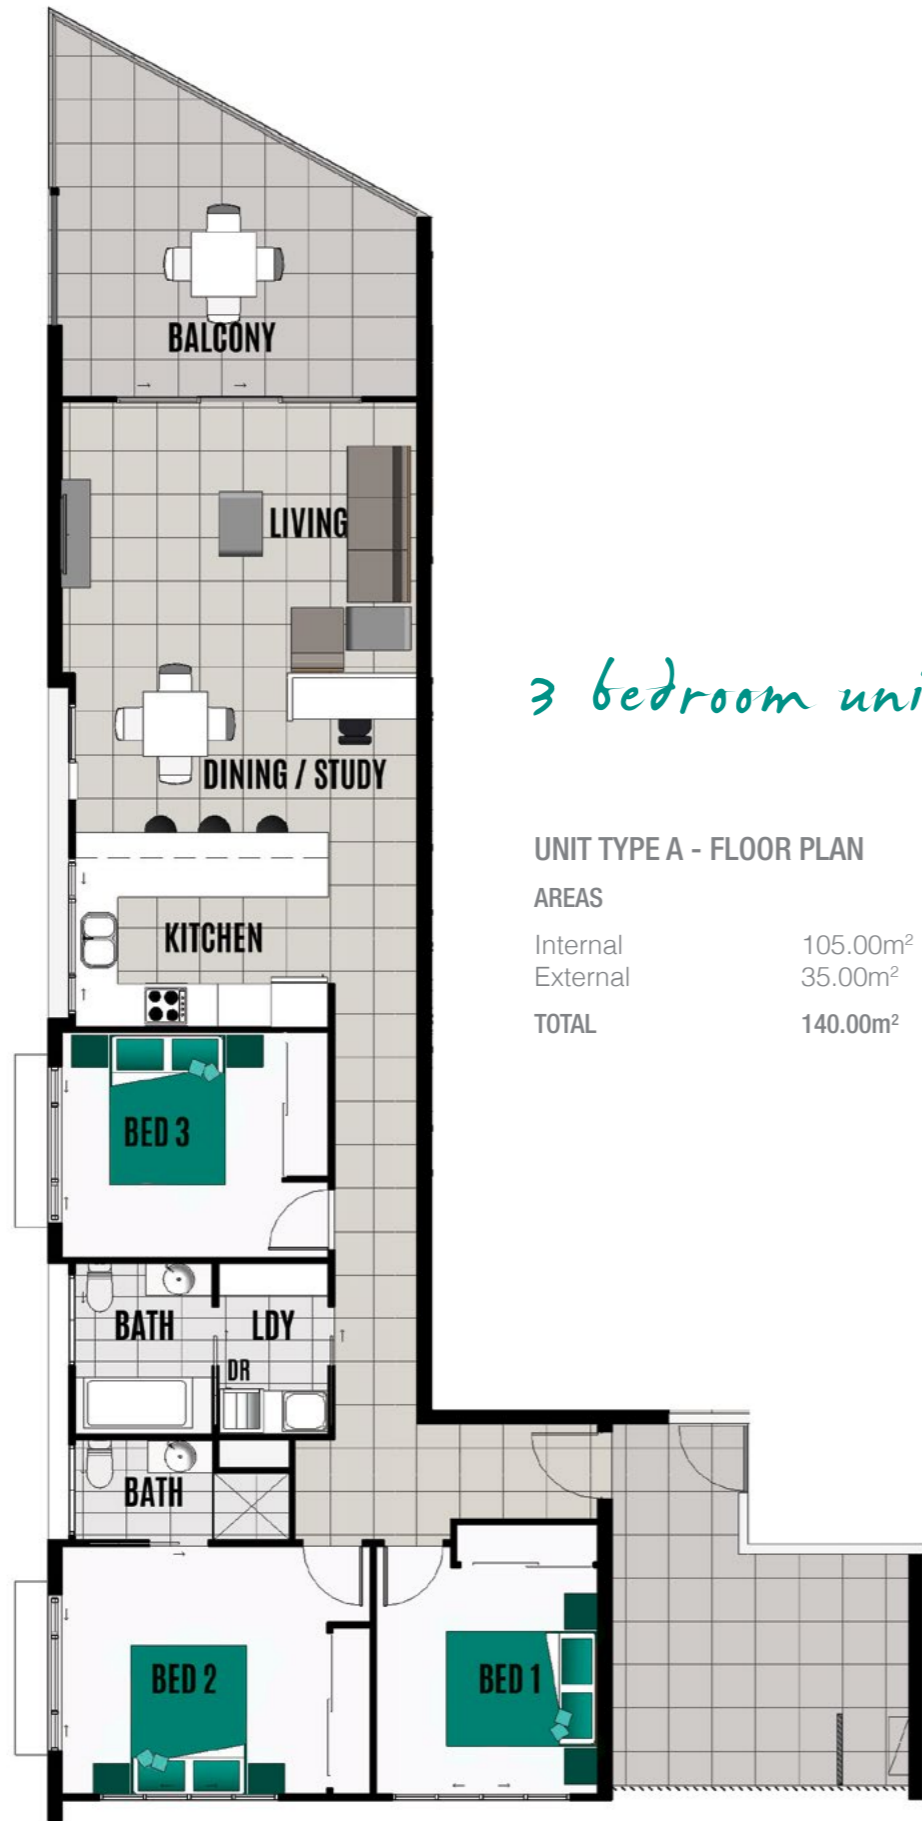 BALCONY
LIVING
3 bedroom uni
DINING / STUDY
UNIT TYPE A - FLOOR PLAN
AREAS
Internal 105.00m²
External 35.00m²
TOTAL 140.00m²
KITCHEN
BED 3
BATH
LDY
DR
BATH
BED 2
BED 1